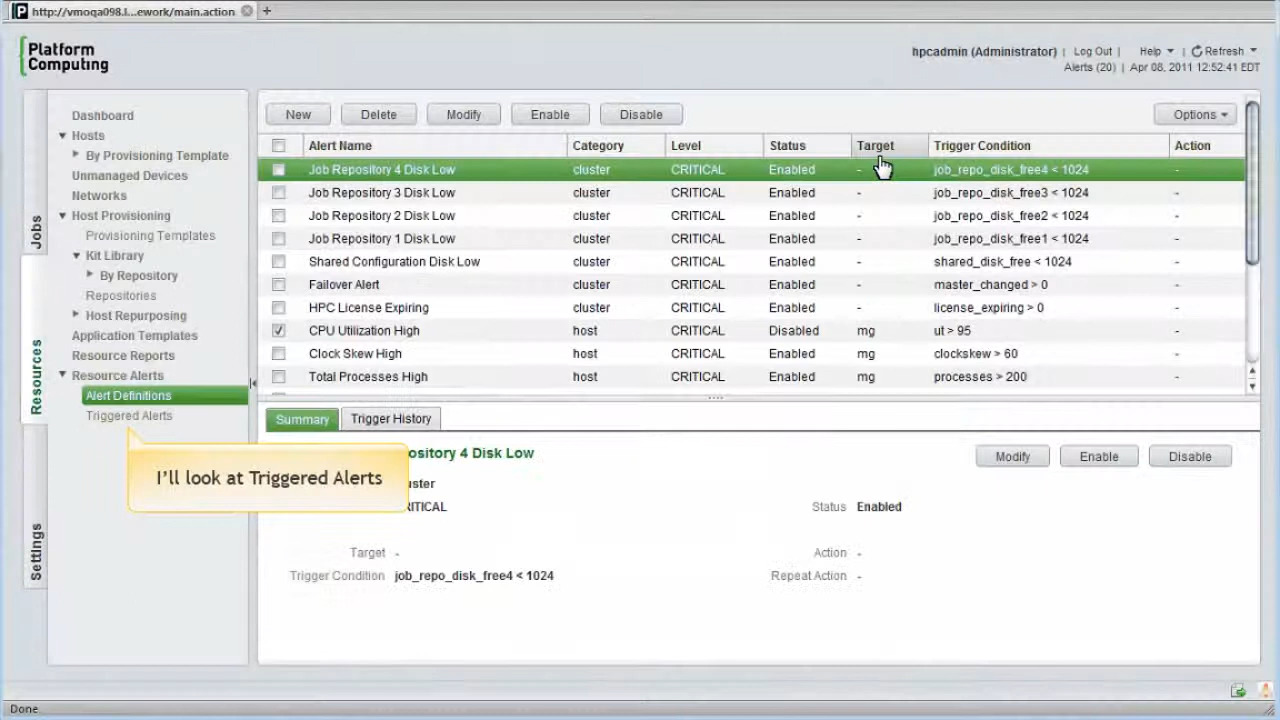 http://vmoqa098.l...ework/main.action
Platform
Computing
hpcadmin (Administrator) | Log Out | Help | Refresh
Alerts (20) | Apr 08, 2011 12:52:41 EDT
Jobs
Resources
Settings
Dashboard
Hosts
By Provisioning Template
Unmanaged Devices
Networks
Host Provisioning
Provisioning Templates
Kit Library
By Repository
Repositories
Host Repurposing
Application Templates
Resource Reports
Resource Alerts
Alert Definitions
Triggered Alerts
I'll look at Triggered Alerts
New Delete Modify Enable Disable Options
Alert Name Category Level Status Target Trigger Condition Action
Job Repository 4 Disk Low cluster CRITICAL Enabled - job_repo_disk_free4 < 1024 -
Job Repository 3 Disk Low cluster CRITICAL Enabled - job_repo_disk_free3 < 1024 -
Job Repository 2 Disk Low cluster CRITICAL Enabled - job_repo_disk_free2 < 1024 -
Job Repository 1 Disk Low cluster CRITICAL Enabled - job_repo_disk_free1 < 1024 -
Shared Configuration Disk Low cluster CRITICAL Enabled - shared_disk_free < 1024 -
Failover Alert cluster CRITICAL Enabled - master_changed > 0 -
HPC License Expiring cluster CRITICAL Enabled - license_expiring > 0 -
CPU Utilization High host CRITICAL Disabled mg ut > 95 -
Clock Skew High host CRITICAL Enabled mg clockskew > 60 -
Total Processes High host CRITICAL Enabled mg processes > 200 -
Summary Trigger History
ository 4 Disk Low Modify Enable Disable
uster
ITICAL Status Enabled
Target - Action -
Trigger Condition job_repo_disk_free4 < 1024 Repeat Action -
Done